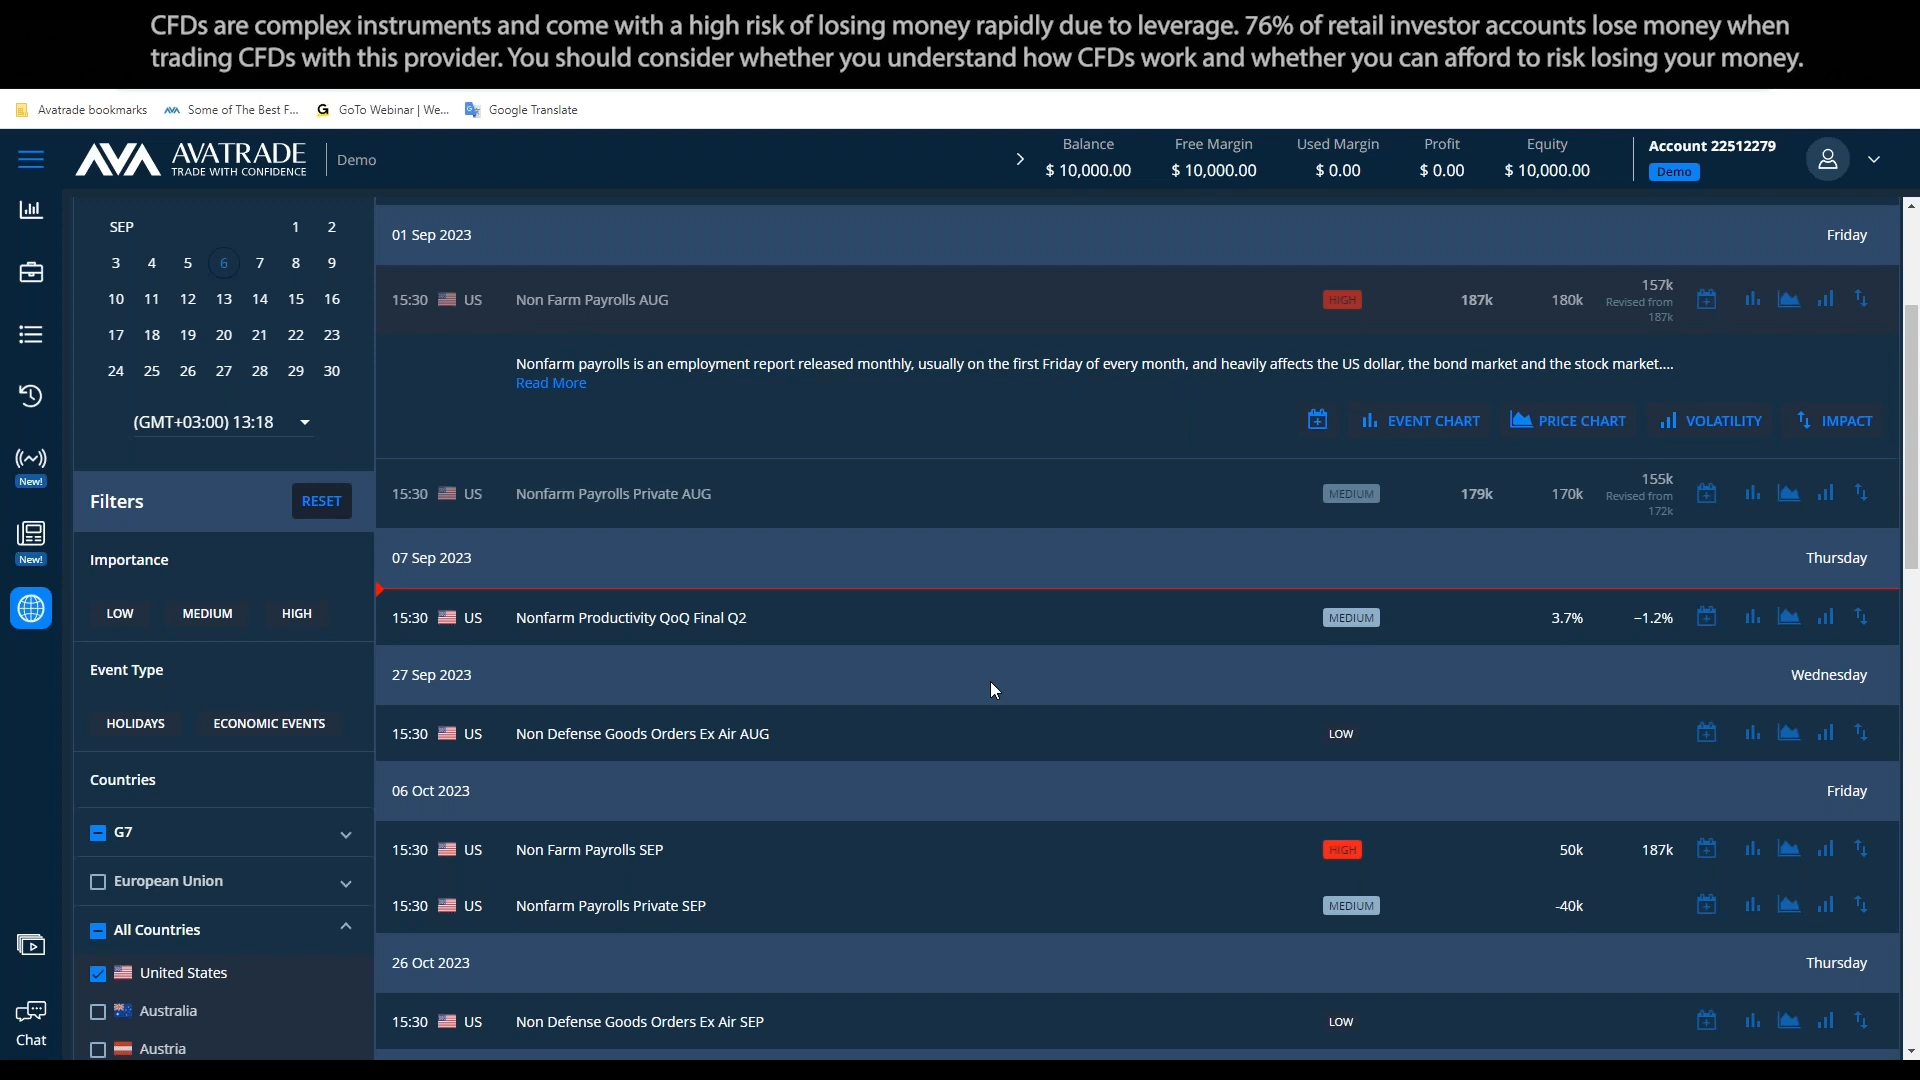 CFDs are complex instruments and come with a high risk of losing money rapidly due to leverage. 76% of retail investor accounts lose money when
trading CFDs with this provider. You should consider whether you understand how CFDs work and whether you can afford to risk losing your money.
Avatrade bookmarks
Some of The Best F...
GoTo Webinar | We...
Google Translate
AVA AVATRADE
TRADE WITH CONFIDENCE
Demo
Balance
$ 10,000.00
Free Margin
$ 10,000.00
Used Margin
$ 0.00
Profit
$ 0.00
Equity
$ 10,000.00
Account 22512279
Demo
New!
New!
Chat
SEP 1 2
3 4 5 6 7 8 9
10 11 12 13 14 15 16
17 18 19 20 21 22 23
24 25 26 27 28 29 30
(GMT+03:00) 13:18
Filters RESET
Importance
LOW MEDIUM HIGH
Event Type
HOLIDAYS ECONOMIC EVENTS
Countries
G7
European Union
All Countries
United States
Australia
Austria
01 Sep 2023 Friday
15:30 US Non Farm Payrolls AUG HIGH 187k 180k 157k
Revised from
187k
Nonfarm payrolls is an employment report released monthly, usually on the first Friday of every month, and heavily affects the US dollar, the bond market and the stock market....
Read More
EVENT CHART PRICE CHART VOLATILITY IMPACT
15:30 US Nonfarm Payrolls Private AUG MEDIUM 179k 170k 155k
Revised from
172k
07 Sep 2023 Thursday
15:30 US Nonfarm Productivity QoQ Final Q2 MEDIUM 3.7% −1.2%
27 Sep 2023 Wednesday
15:30 US Non Defense Goods Orders Ex Air AUG LOW
06 Oct 2023 Friday
15:30 US Non Farm Payrolls SEP HIGH 50k 187k
15:30 US Nonfarm Payrolls Private SEP MEDIUM -40k
26 Oct 2023 Thursday
15:30 US Non Defense Goods Orders Ex Air SEP LOW